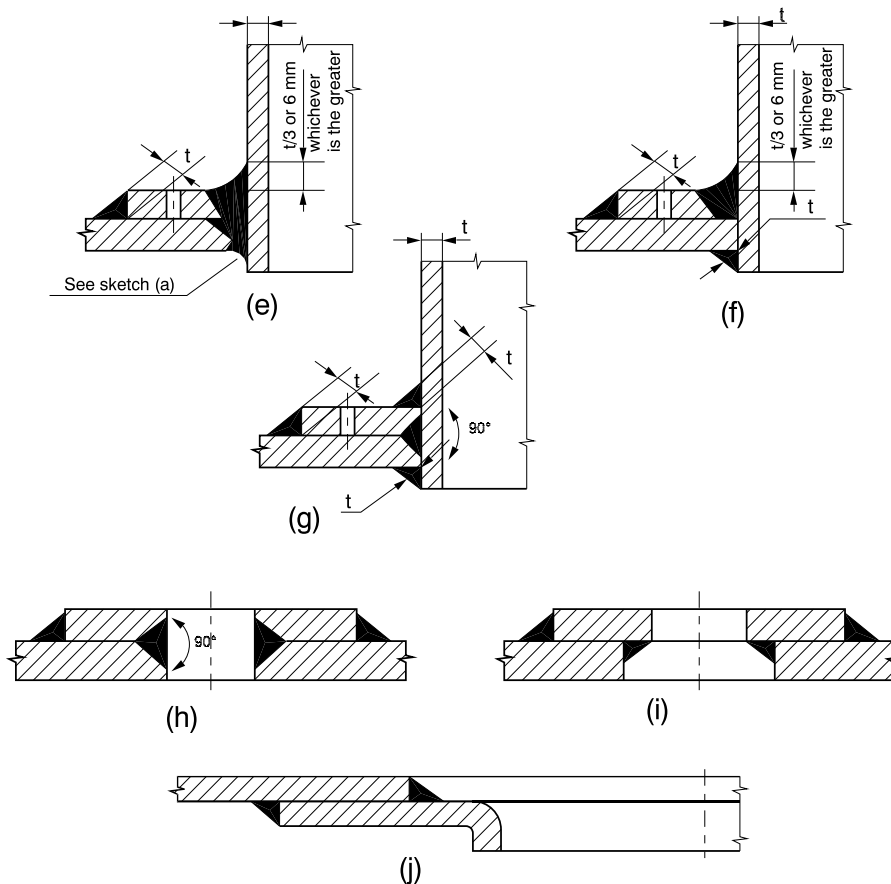 t
t/3 or 6 mm
whichever
is the greater
t
See sketch (a)
(e)
t
t/3 or 6 mm
whichever
is the greater
t
t
(f)
t
t
t
90°
t
(g)
90°
(h)
(i)
(j)